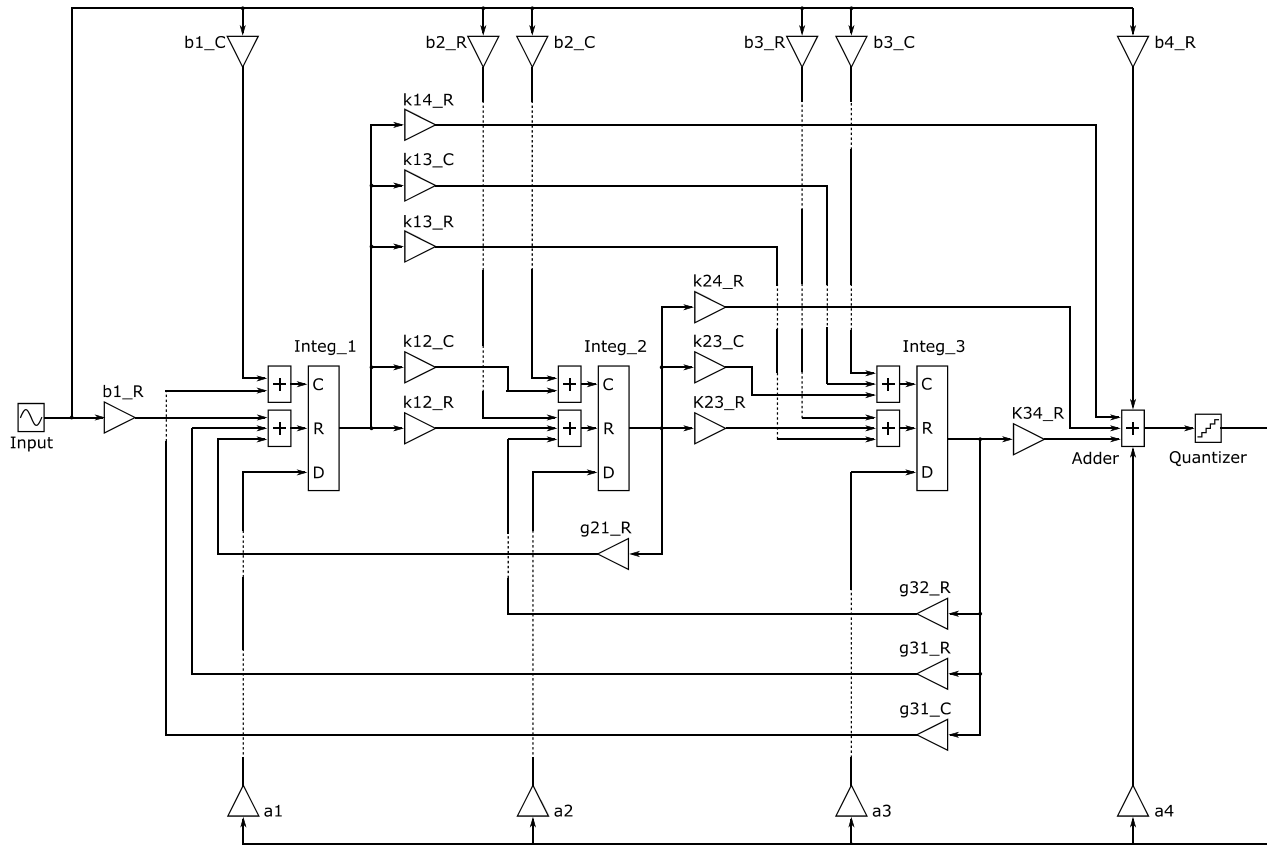 b1_C
b2_R
b2_C
b3_R
b3_C
b4_R
k14_R
k13_C
k13_R
k24_R
Integ_1
k12_C
Integ_2
k23_C
Integ_3
+
C
+
C
+
C
b1_R
k12_R
K23_R
K34_R
+
R
+
R
+
R
+
Input
Adder
Quantizer
D
D
D
g21_R
g32_R
g31_R
g31_C
a1
a2
a3
a4